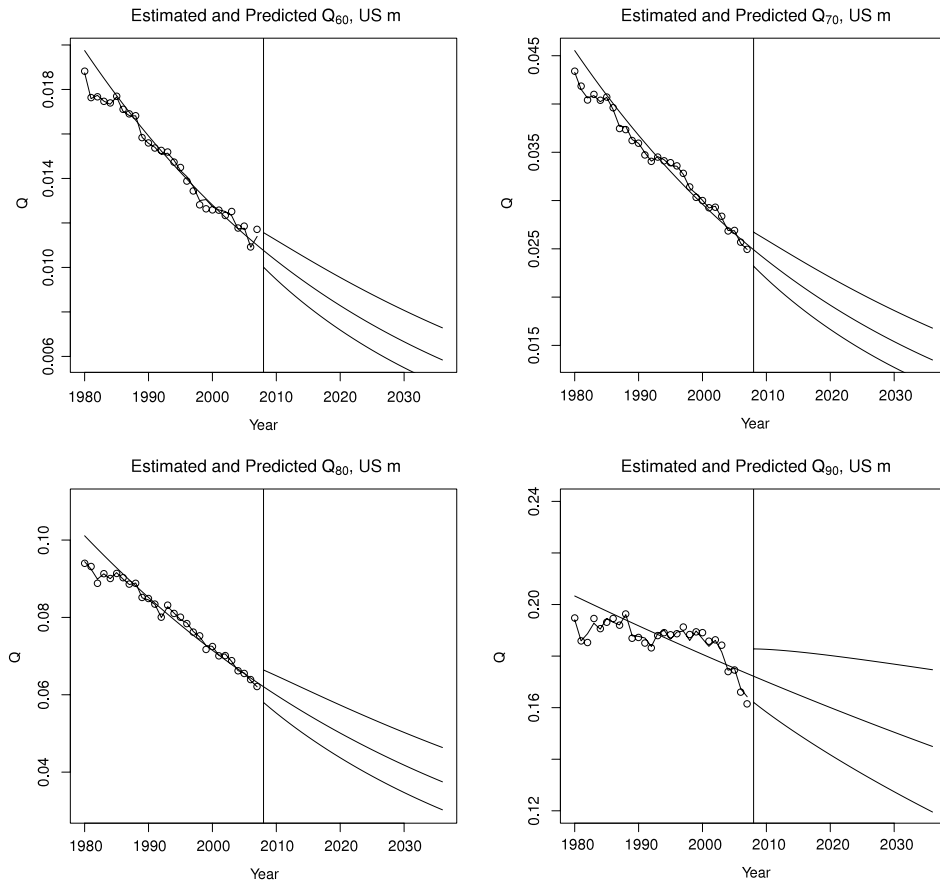 Estimated and Predicted Q60, US m
Q
0.006 0.010 0.014 0.018
1980 1990 2000 2010 2020 2030
Year
Estimated and Predicted Q70, US m
Q
0.015 0.025 0.035 0.045
1980 1990 2000 2010 2020 2030
Year
Estimated and Predicted Q80, US m
Q
0.04 0.06 0.08 0.10
1980 1990 2000 2010 2020 2030
Year
Estimated and Predicted Q90, US m
Q
0.12 0.16 0.20 0.24
1980 1990 2000 2010 2020 2030
Year